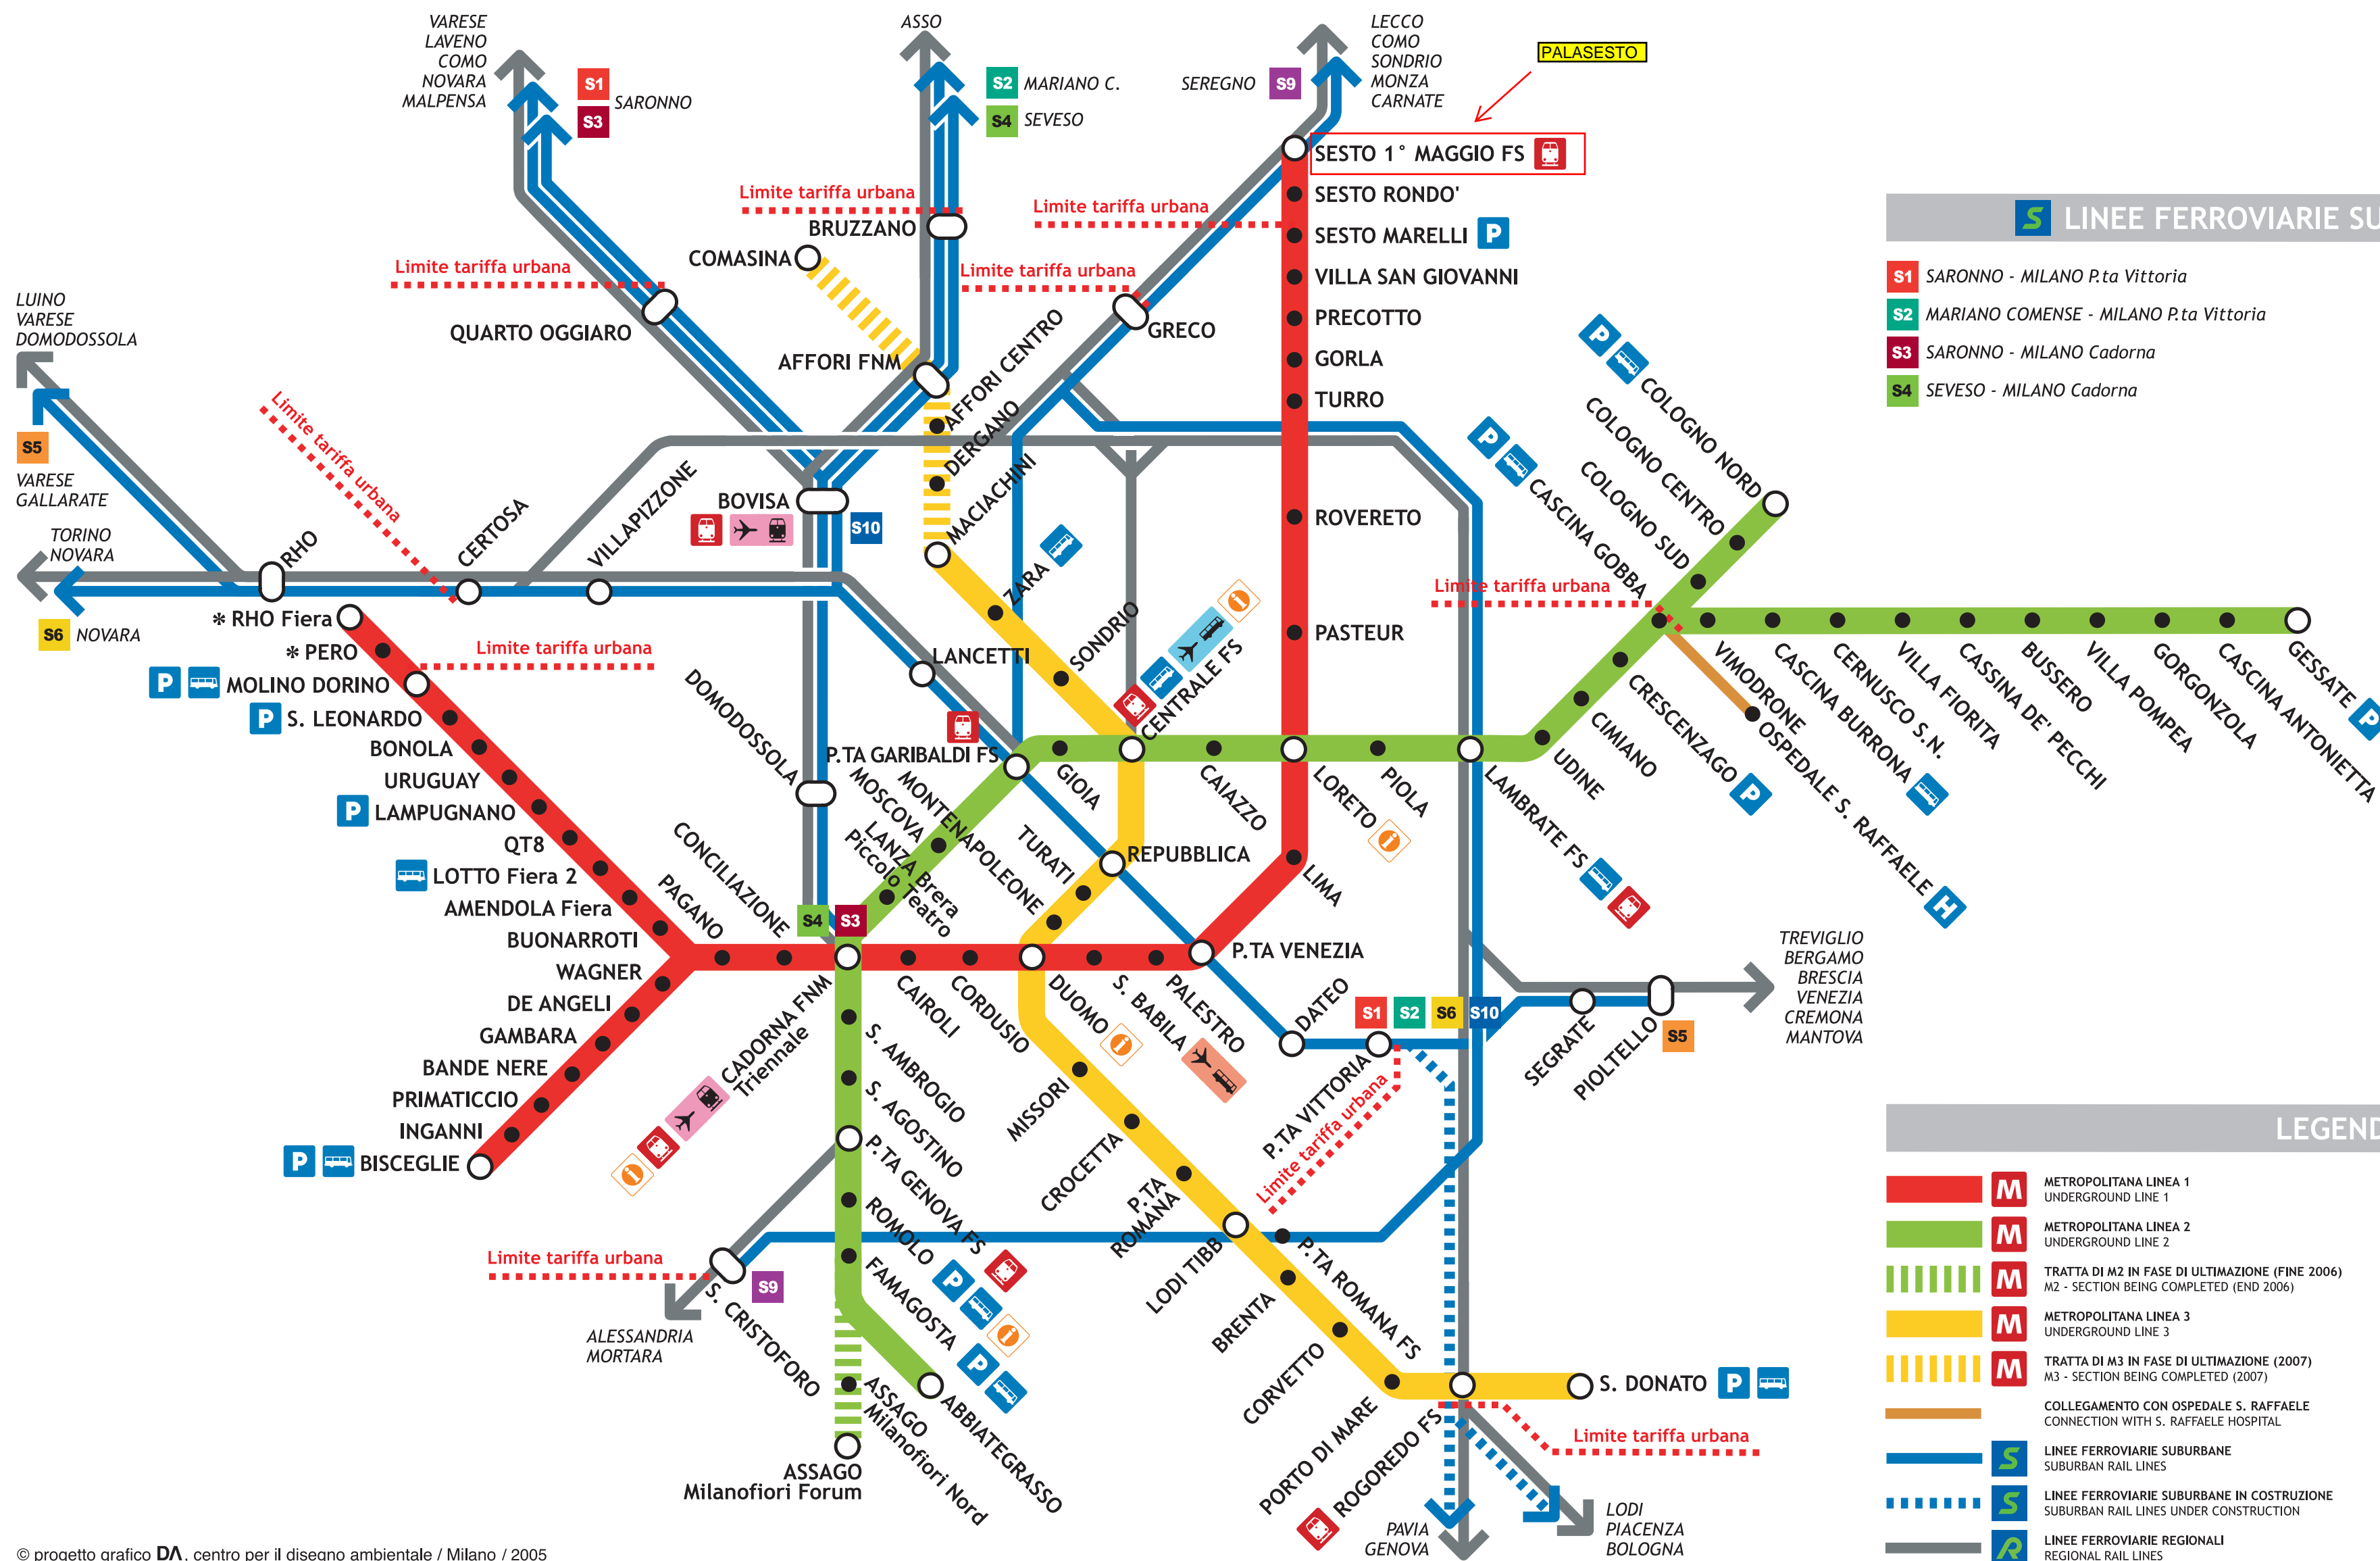 VARESE
LAVENO
COMO
NOVARA
MALPENSA
S1
S3
SARONNO
ASSO
S2 MARIANO C.
S4 SEVESO
SEREGNO S9
LECCO
COMO
SONDRIO
MONZA
CARNATE
PALASESTO
SESTO 1° MAGGIO FS
SESTO RONDO'
SESTO MARELLI P
VILLA SAN GIOVANNI
PRECOTTO
GORLA
TURRO
ROVERETO
PASTEUR
Limite tariffa urbana
BRUZZANO
Limite tariffa urbana
COMASINA
Limite tariffa urbana
Limite tariffa urbana
QUARTO OGGIARO
AFFORI FNM
AFFORI CENTRO
DERGANO
MACIACHINI
GRECO
LUINO
VARESE
DOMODOSSOLA
S5
VARESE
GALLARATE
TORINO
NOVARA
S6 NOVARA
Limite tariffa urbana
RHO
CERTOSA
VILLAPIZZONE
BOVISA
S10
ZARA
SONDRIO
CENTRALE FS
LANCETTI
DOMODOSSOLA
P.TA GARIBALDI FS
* RHO Fiera
* PERO
Limite tariffa urbana
P MOLINO DORINO
P S. LEONARDO
BONOLA
URUGUAY
P LAMPUGNANO
QT8
LOTTO Fiera 2
AMENDOLA Fiera
BUONARROTI
WAGNER
DE ANGELI
GAMBARA
BANDE NERE
PRIMATICCIO
INGANNI
P BISCEGLIE
PAGANO
CONCILIAZIONE
S4 S3
MOSCOVA
LANZA Brera
Piccolo Teatro
MONTENAPOLEONE
TURATI
REPUBBLICA
GIOIA
CAIAZZO
LORETO
PIOLA
LAMBRATE FS
UDINE
CIMIANO
CRESCENZAGO P
LIMA
P.TA VENEZIA
P COLOGNO NORD
COLOGNO CENTRO
COLOGNO SUD
P CASCINA GOBBA
Limite tariffa urbana
VIMODRONE
CASCINA BURRONA
CERNUSCO S.N.
VILLA FIORITA
CASSINA DE' PECCHI
BUSSERO
VILLA POMPEA
GORGONZOLA
CASCINA ANTONIETTA
GESSATE P
OSPEDALE S. RAFFAELE H
CADORNA FNM
Triennale
CAIROLI
CORDUSIO
DUOMO
S. BABILA
PALESTRO
DATEO
S1 S2 S6 S10
P.TA VITTORIA
Limite tariffa urbana
SEGRATE
PIOLTELLO
S5
TREVIGLIO
BERGAMO
BRESCIA
VENEZIA
CREMONA
MANTOVA
S. AMBROGIO
S. AGOSTINO
P.TA GENOVA FS
ROMOLO P
FAMAGOSTA P
ABBIATEGRASSO
ASSAGO
Milanofiori Nord
ASSAGO
Milanofiori Forum
Limite tariffa urbana
S9
S. CRISTOFORO
ALESSANDRIA
MORTARA
MISSORI
CROCETTA
P.TA
ROMANA
LODI TIBB
P.TA ROMANA FS
BRENTA
CORVETTO
PORTO DI MARE
ROGOREDO FS
S. DONATO P
Limite tariffa urbana
PAVIA
GENOVA
LODI
PIACENZA
BOLOGNA
S LINEE FERROVIARIE SU
S1 SARONNO - MILANO P.ta Vittoria
S2 MARIANO COMENSE - MILANO P.ta Vittoria
S3 SARONNO - MILANO Cadorna
S4 SEVESO - MILANO Cadorna
LEGEND
M METROPOLITANA LINEA 1
UNDERGROUND LINE 1
M METROPOLITANA LINEA 2
UNDERGROUND LINE 2
M TRATTA DI M2 IN FASE DI ULTIMAZIONE (FINE 2006)
M2 - SECTION BEING COMPLETED (END 2006)
M METROPOLITANA LINEA 3
UNDERGROUND LINE 3
M TRATTA DI M3 IN FASE DI ULTIMAZIONE (2007)
M3 - SECTION BEING COMPLETED (2007)
COLLEGAMENTO CON OSPEDALE S. RAFFAELE
CONNECTION WITH S. RAFFAELE HOSPITAL
S LINEE FERROVIARIE SUBURBANE
SUBURBAN RAIL LINES
S LINEE FERROVIARIE SUBURBANE IN COSTRUZIONE
SUBURBAN RAIL LINES UNDER CONSTRUCTION
R LINEE FERROVIARIE REGIONALI
REGIONAL RAIL LINES
© progetto grafico DA. centro per il disegno ambientale / Milano / 2005